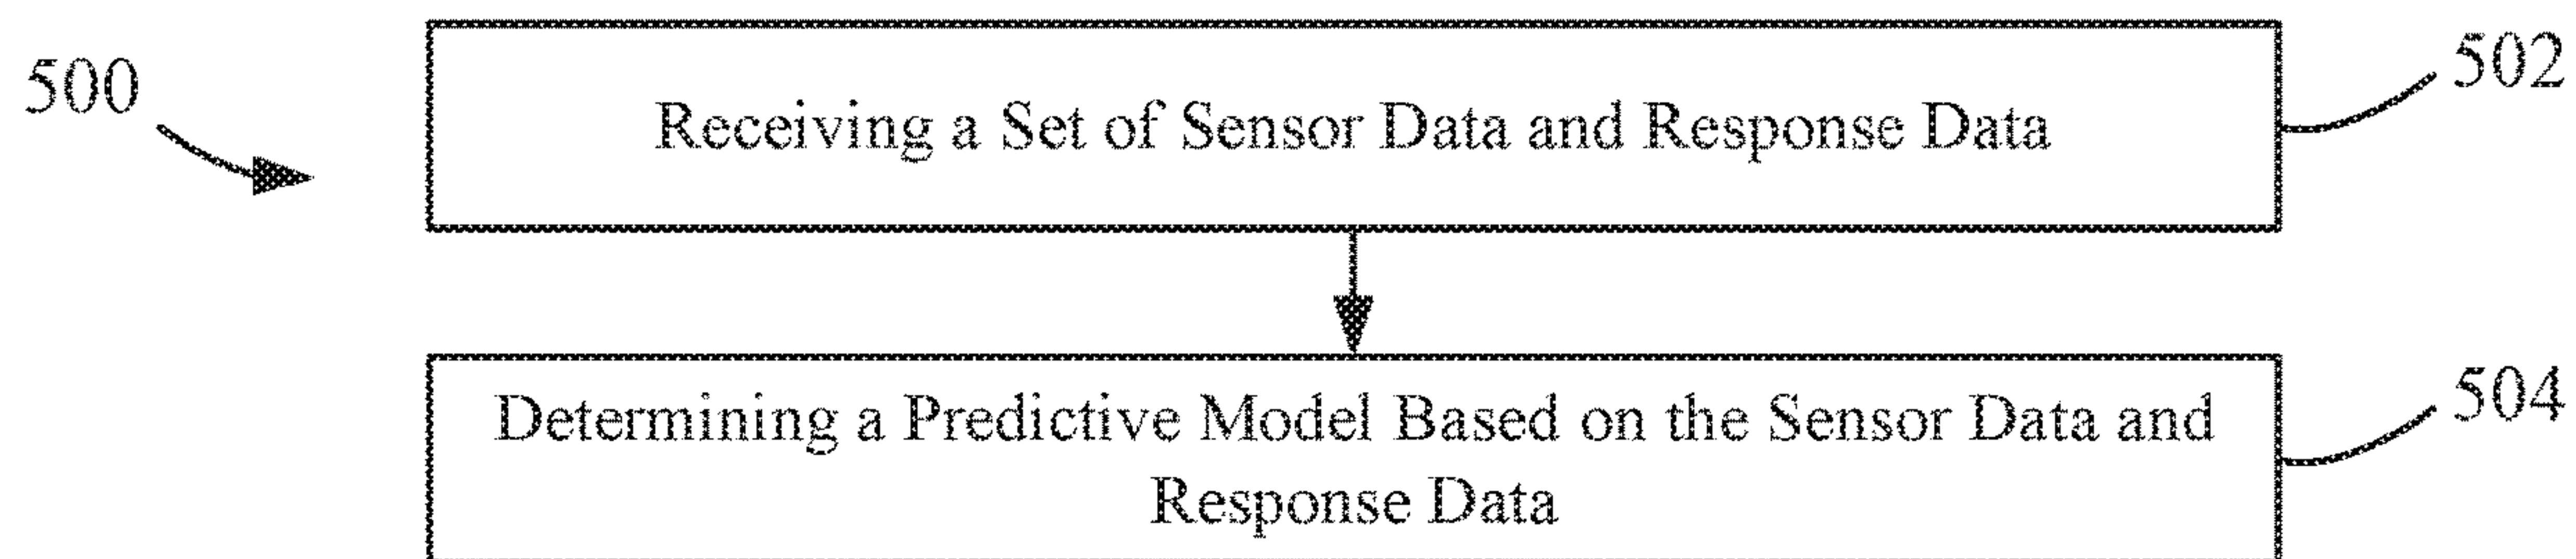 500
Receiving a Set of Sensor Data and Response Data
502
Determining a Predictive Model Based on the Sensor Data and
Response Data
504